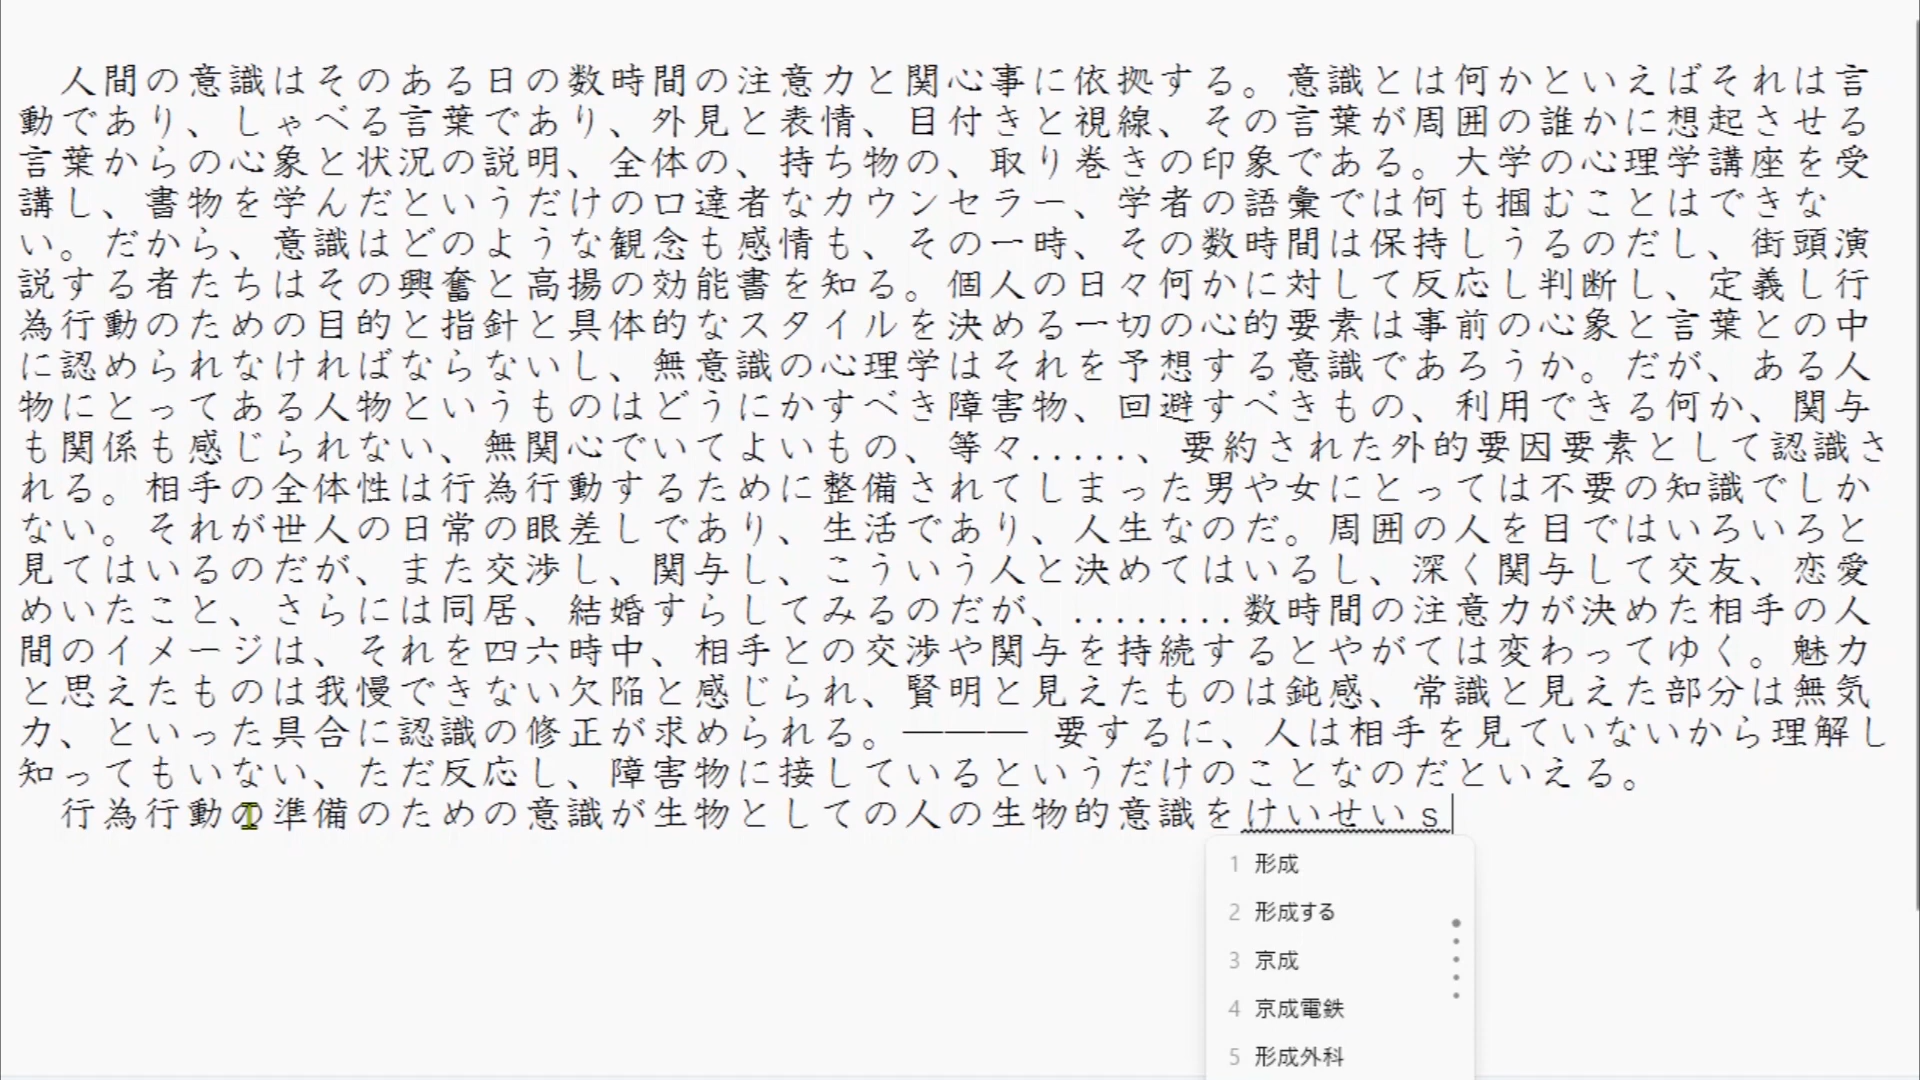 人間の意識はそのある日の数時間の注意力と関心事に依拠する。意識とは何かといえばそれは言
動であり、しゃべる言葉であり、外見と表情、目付きと視線、その言葉が周囲の誰かに想起させる
言葉からの心象と状況の説明、全体の、持ち物の、取り巻きの印象である。大学の心理学講座を受
講し、書物を学んだというだけの口達者なカウンセラー、学者の語彙では何も掴むことはできな
い。だから、意識はどのような観念も感情も、その一時、その数時間は保持しうるのだし、街頭演
説する者たちはその興奮と高揚の効能書を知る。個人の日々何かに対して反応し判断し、定義し行
為行動のための目的と指針と具体的なスタイルを決める一切の心的要素は事前の心象と言葉との中
に認められなければならないし、無意識の心理学はそれを予想する意識であろうか。だが、ある人
物にとってある人物というものはどうにかすべき障害物、回避すべきもの、利用できる何か、関与
も関係も感じられない、無関心でいてよいもの、等々.....、要約された外的要因要素として認識さ
れる。相手の全体性は行為行動するために整備されてしまった男や女にとっては不要の知識でしか
ない。それが世人の日常の眼差しであり、生活であり、人生なのだ。周囲の人を目ではいろいろと
見てはいるのだが、また交渉し、関与し、こういう人と決めてはいるし、深く関与して交友、恋愛
めいたこと、さらには同居、結婚すらしてみるのだが、........数時間の注意力が決めた相手の人
間のイメージは、それを四六時中、相手との交渉や関与を持続するとやがては変わってゆく。魅力
と思えたものは我慢できない欠陥と感じられ、賢明と見えたものは鈍感、常識と見えた部分は無気
力、といった具合に認識の修正が求められる。――― 要するに、人は相手を見ていないから理解し
知ってもいない、ただ反応し、障害物に接しているというだけのことなのだといえる。
行為行動の準備のための意識が生物としての人の生物的意識をけいせいｓ
1 形成
2 形成する
3 京成
4 京成電鉄
5 形成外科